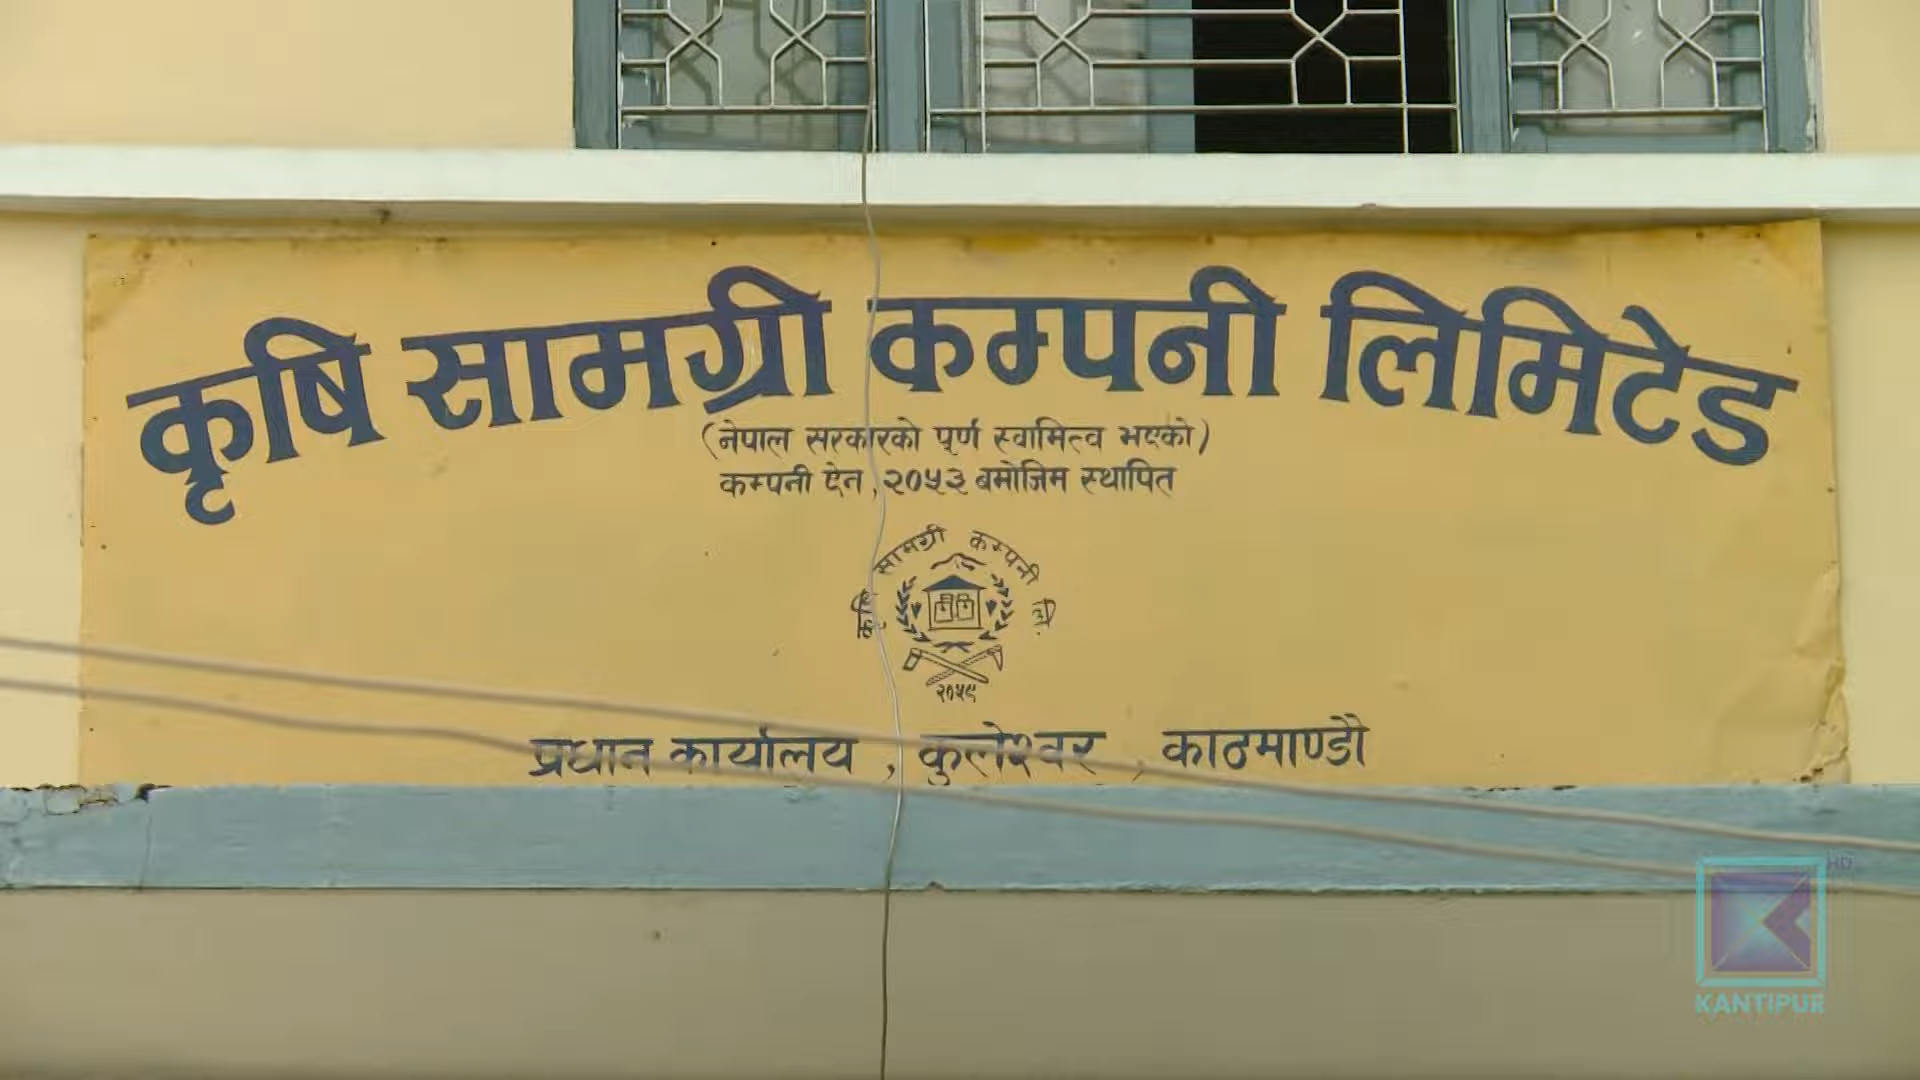 कृषि सामग्री कम्पनी लिमिटेड
(नेपाल सरकारको पूर्ण स्वामित्व भएको)
कम्पनी ऐन, २०५३ बमोजिम स्थापित
कृषि सामग्री कम्पनी लि.
२०५९
प्रधान कार्यालय, कुलेश्वर, काठमाण्डौ
HD
KANTIPUR